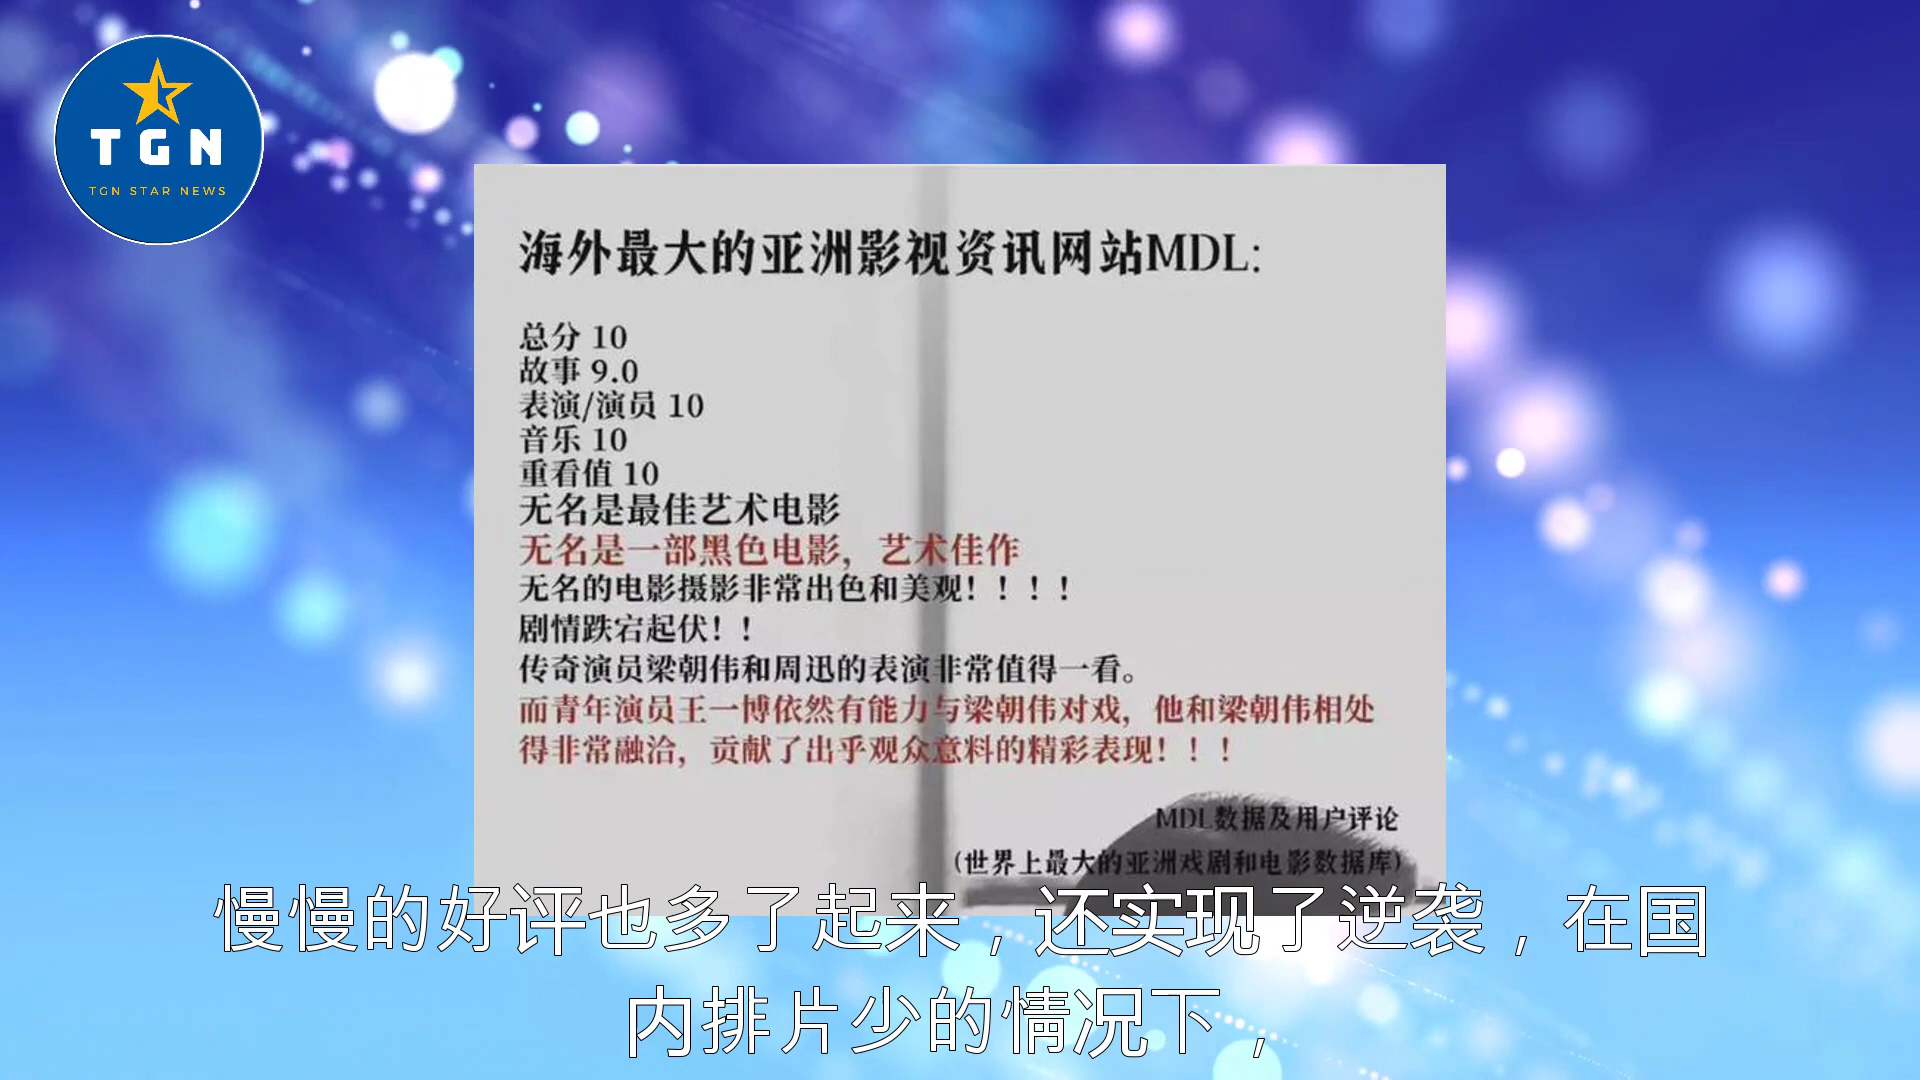 TGN
TGN STAR NEWS
海外最大的亚洲影视资讯网站MDL:
总分 10
故事 9.0
表演/演员 10
音乐 10
重看值 10
无名是最佳艺术电影
无名是一部黑色电影，艺术佳作
无名的电影摄影非常出色和美观！！！！
剧情跌宕起伏！！
传奇演员梁朝伟和周迅的表演非常值得一看。
而青年演员王一博依然有能力与梁朝伟对戏，他和梁朝伟相处
得非常融洽，贡献了出乎观众意料的精彩表现！！！
MDL数据及用户评论
(世界上最大的亚洲戏剧和电影数据库)
慢慢的好评也多了起来，还实现了逆袭，在国
内排片少的情况下，